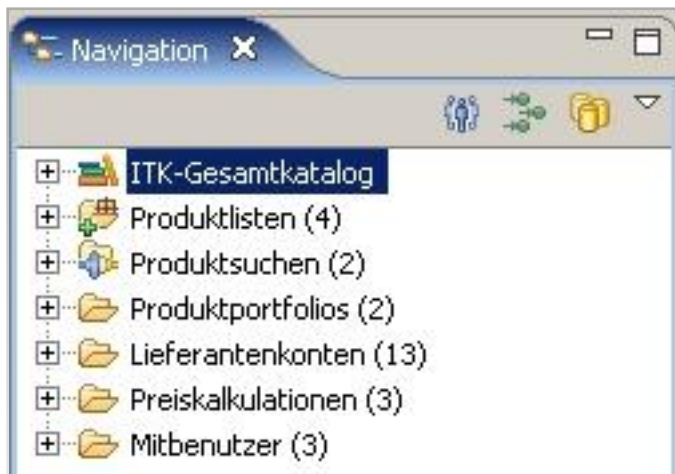 Navigation
ITK-Gesamtkatalog
Produktlisten (4)
Produktsuchen (2)
Produktportfolios (2)
Lieferantenkonten (13)
Preiskalkulationen (3)
Mitbenutzer (3)